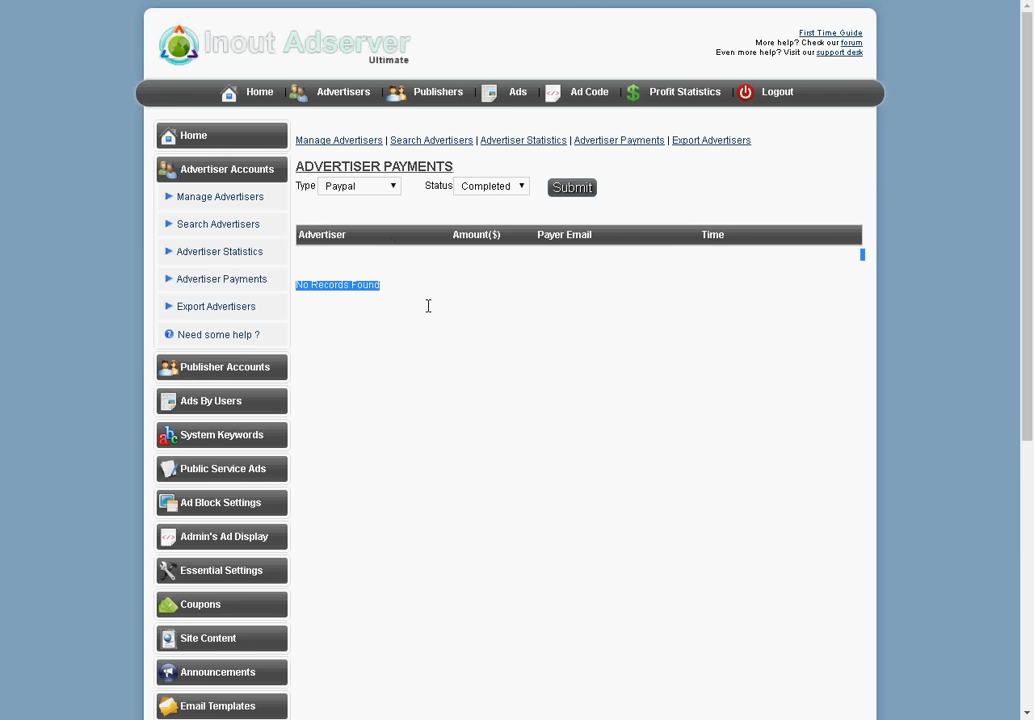 Inout Adserver
Ultimate
First Time Guide
More help? Check our forum
Even more help? Visit our support desk
Home Advertisers Publishers Ads Ad Code Profit Statistics Logout
Home
Advertiser Accounts
Manage Advertisers
Search Advertisers
Advertiser Statistics
Advertiser Payments
Export Advertisers
Need some help ?
Publisher Accounts
Ads By Users
abc System Keywords
Public Service Ads
Ad Block Settings
Admin's Ad Display
Essential Settings
Coupons
Site Content
Announcements
Email Templates
Manage Advertisers | Search Advertisers | Advertiser Statistics | Advertiser Payments | Export Advertisers
ADVERTISER PAYMENTS
Type Paypal Status Completed Submit
Advertiser Amount($) Payer Email Time
No Records Found